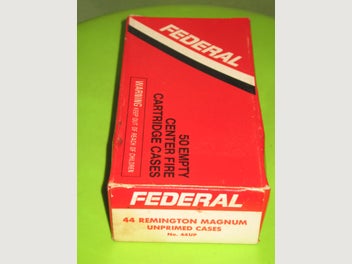 FEDERAL
50 EMPTY
CENTER FIRE
CARTRIDGE CASES
WARNING KEEP OUT OF REACH OF CHILDREN
FEDERAL
44 REMINGTON MAGNUM
UNPRIMED CASES
No. 44UP